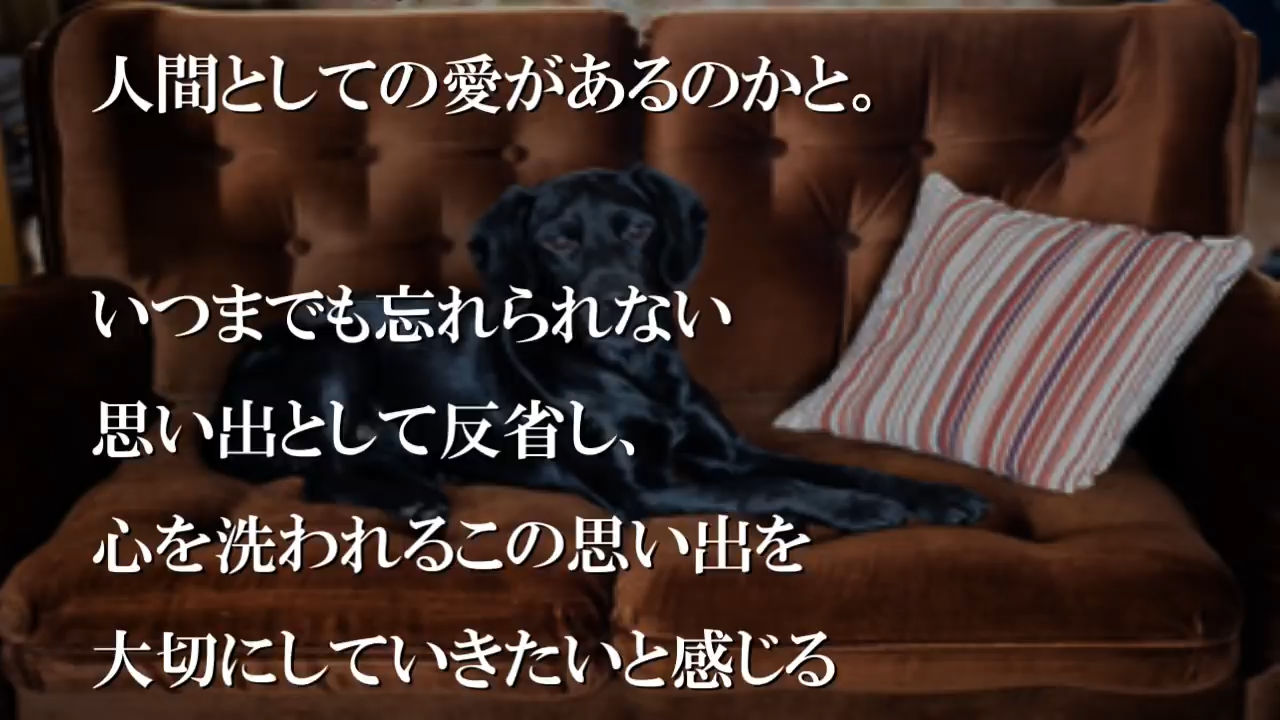 人間としての愛があるのかと。
いつまでも忘れられない
思い出として反省し、
心を洗われるこの思い出を
大切にしていきたいと感じる